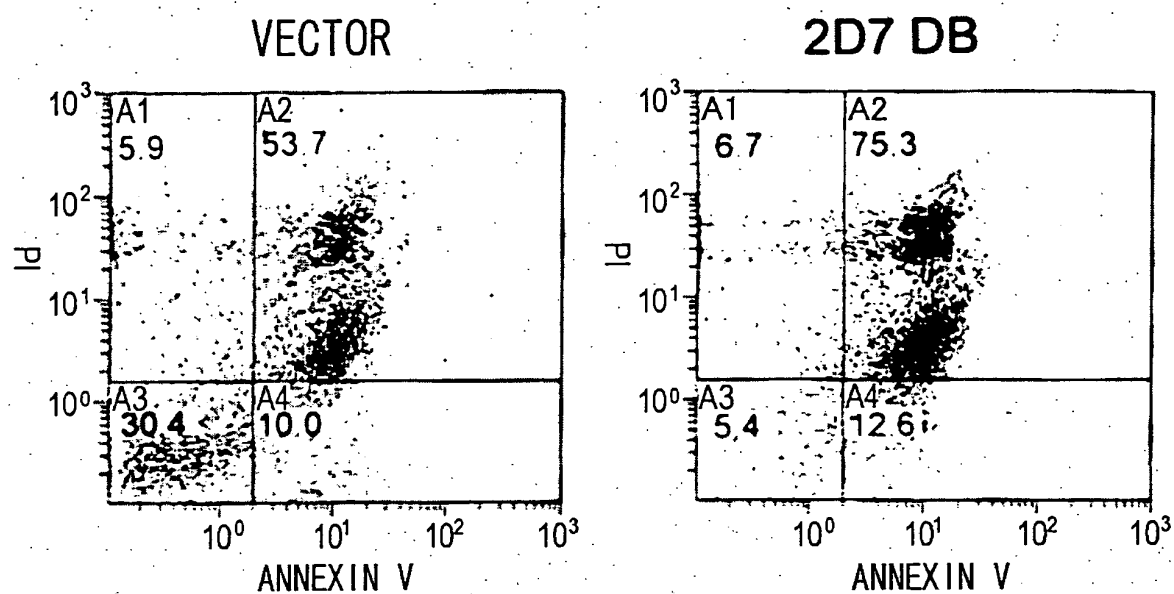 VECTOR
2D7 DB
10³
A1
5.9
A2
53.7
10²
PI
10¹
10⁰
A3
30.4
A4
10.0
10⁰ 10¹ 10² 10³
ANNEXIN V
10³
A1
6.7
A2
75.3
10²
PI
10¹
10⁰
A3
5.4
A4
12.6
10⁰ 10¹ 10² 10³
ANNEXIN V